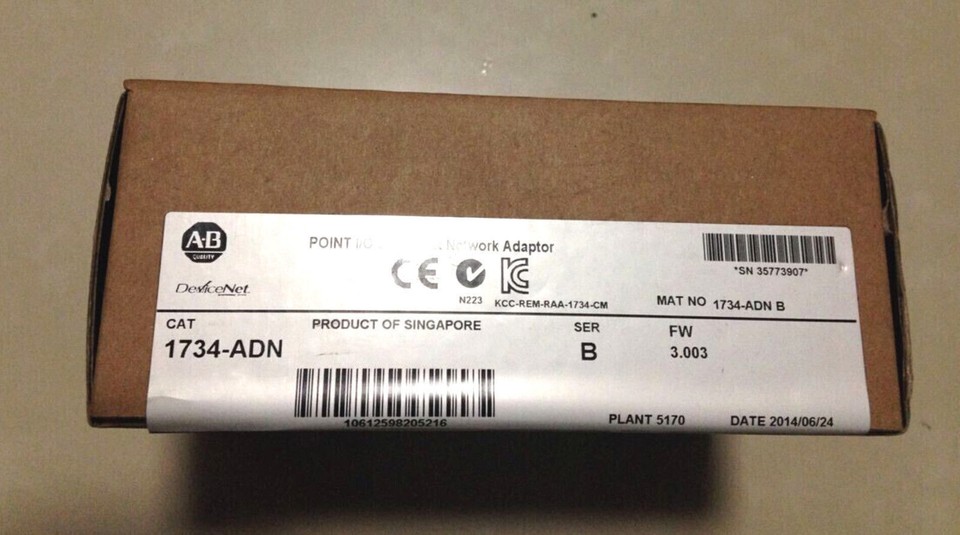 A·B
QUALITY
POINT I/O Network Adaptor
*SN 35773907*
DeviceNet.
CE
N223
KCC-REM-RAA-1734-CM
MAT NO 1734-ADN B
CAT
PRODUCT OF SINGAPORE
SER
FW
1734-ADN
B
3.003
10612598205216
PLANT 5170
DATE 2014/06/24